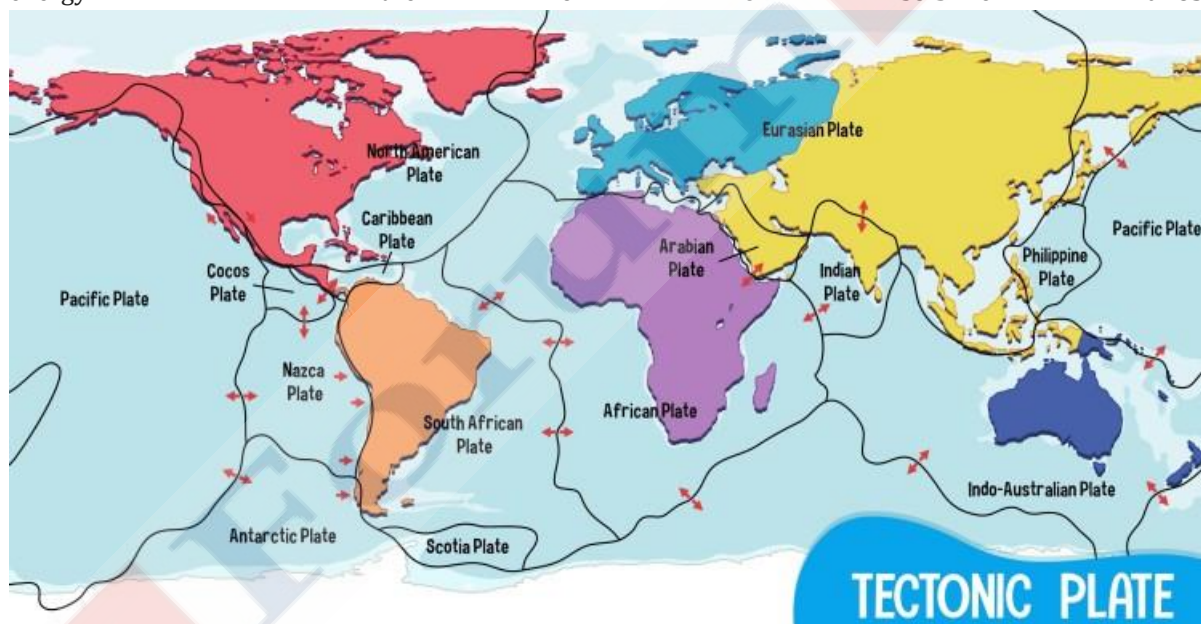 North American
Plate
Eurasian Plate
Caribbean
Plate
Arabian
Plate
Indian
Plate
Philippine
Plate
Pacific Plate
Cocos
Plate
Pacific Plate
Nazca
Plate
South African
Plate
African Plate
Indo-Australian Plate
Antarctic Plate
Scotia Plate
TECTONIC PLATE